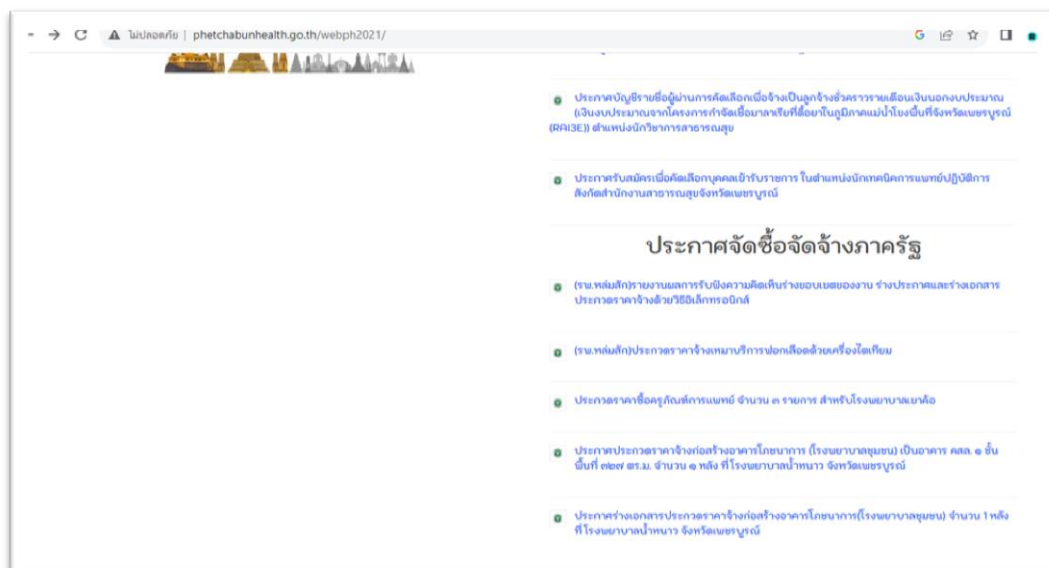 ไม่ปลอดภัย | phetchabunhealth.go.th/webph2021/
ประกาศบัญชีรายชื่อผู้ผ่านการคัดเลือกเพื่อจ้างเป็นลูกจ้างชั่วคราวรายเดือนเงินนอกงบประมาณ
(เงินงบประมาณจากโครงการกำจัดเชื้อมาลาเรียที่ดื้อยาในภูมิภาคแม่น้ำโขงพื้นที่จังหวัดเพชรบูรณ์
(RAI3E)) ตำแหน่งนักวิชาการสาธารณสุข
ประกาศรับสมัครเพื่อคัดเลือกบุคคลเข้ารับราชการ ในตำแหน่งนักเทคนิคการแพทย์ปฏิบัติการ
สังกัดสำนักงานสาธารณสุขจังหวัดเพชรบูรณ์
ประกาศจัดซื้อจัดจ้างภาครัฐ
(รพ.หล่มสัก)รายงานผลการรับฟังความคิดเห็นร่างขอบเขตของงาน ร่างประกาศและร่างเอกสาร
ประกวดราคาจ้างด้วยวิธีอิเล็กทรอนิกส์
(รพ.หล่มสัก)ประกวดราคาจ้างเหมาบริการฟอกเลือดด้วยเครื่องไตเทียม
ประกวดราคาซื้อครุภัณฑ์การแพทย์ จำนวน ๓ รายการ สำหรับโรงพยาบาลเขาค้อ
ประกาศประกวดราคาจ้างก่อสร้างอาคารโภชนาการ (โรงพยาบาลชุมชน) เป็นอาคาร คสล. ๑ ชั้น
พื้นที่ ๗๒๗ ตร.ม. จำนวน ๑ หลัง ที่โรงพยาบาลน้ำหนาว จังหวัดเพชรบูรณ์
ประกาศร่างเอกสารประกวดราคาจ้างก่อสร้างอาคารโภชนาการ(โรงพยาบาลชุมชน) จำนวน 1 หลัง
ที่โรงพยาบาลน้ำหนาว จังหวัดเพชรบูรณ์